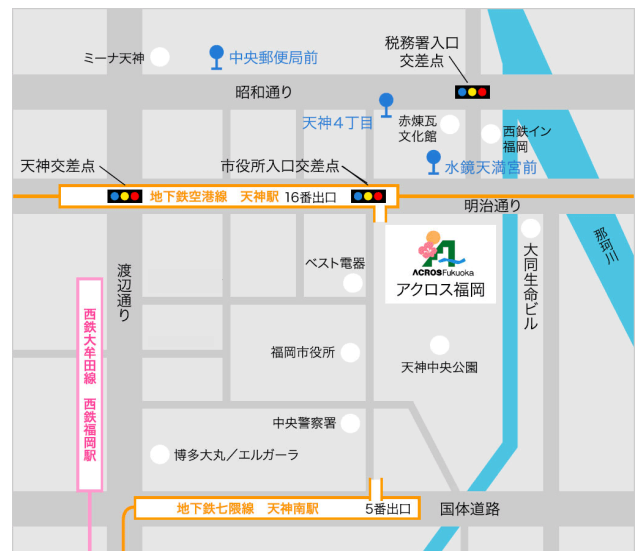 ミーナ天神
中央郵便局前
税務署入口
交差点
昭和通り
天神4丁目
赤煉瓦
文化館
西鉄イン
福岡
水鏡天満宮前
天神交差点
市役所入口交差点
地下鉄空港線 天神駅 16番出口
明治通り
那珂川
渡辺通り
ベスト電器
ACROS Fukuoka
アクロス福岡
大同生命ビル
西鉄大牟田線 西鉄福岡駅
福岡市役所
天神中央公園
中央警察署
博多大丸／エルガーラ
地下鉄七隈線 天神南駅 5番出口
国体道路